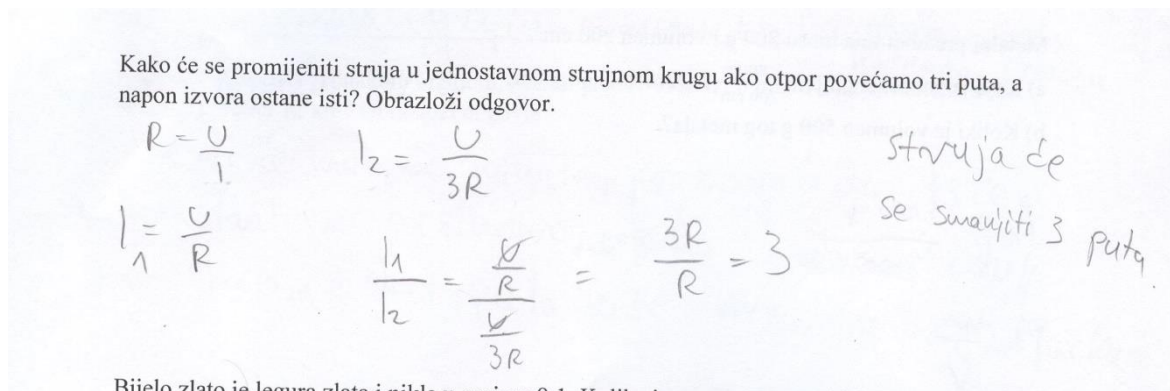 Kako će se promijeniti struja u jednostavnom strujnom krugu ako otpor povećamo tri puta, a
napon izvora ostane isti? Obrazloži odgovor.
R = U/I
I₁ = U/R
I₂ = U/3R
I₁/I₂ = (U/R)/(U/3R) = 3R/R = 3
struja će
se smanjiti 3 puta
Bijelo zlato je legura zlata i